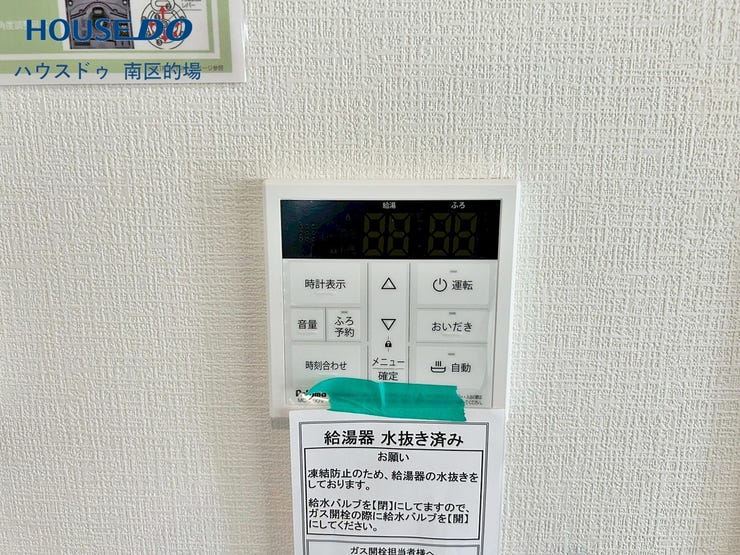 HOUSE DO
ハウスドゥ 南区的場
給湯
ふろ
時計表示
運転
音量
ふろ
予約
おいだき
時刻合わせ
メニュー
確定
自動
給湯器 水抜き済み
お願い
凍結防止のため、給湯器の水抜きを
しております。
給水バルブを【閉】にしてますので、
ガス開栓の際に給水バルブを【開】
にしてください。
ガス開栓担当者様へ